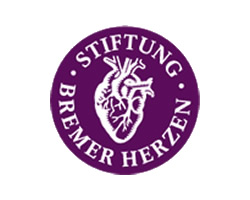 · STIFTUNG ·
BREMER HERZEN